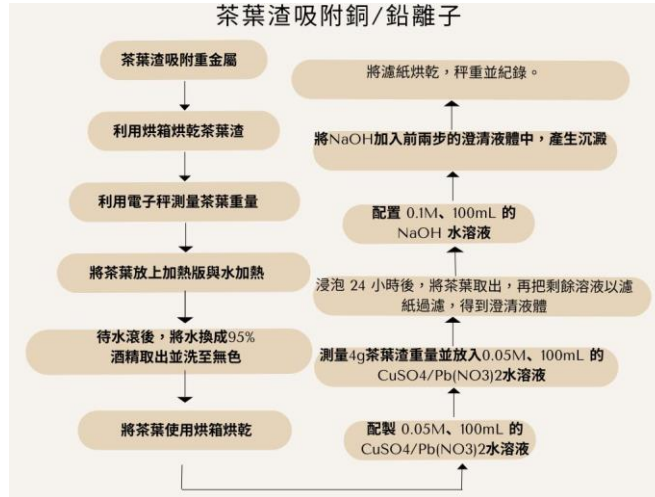 茶葉渣吸附銅/鉛離子
茶葉渣吸附重金屬
利用烘箱烘乾茶葉渣
利用電子秤測量茶葉重量
將茶葉放上加熱版與水加熱
待水滾後，將水換成95%
酒精取出並洗至無色
將茶葉使用烘箱烘乾
配製 0.05M、100mL 的
CuSO4/Pb(NO3)2水溶液
測量4g茶葉渣重量並放入0.05M、100mL 的
CuSO4/Pb(NO3)2水溶液
浸泡 24 小時後，將茶葉取出，再把剩餘溶液以濾
紙過濾，得到澄清液體
配置 0.1M、100mL 的
NaOH 水溶液
將NaOH加入前兩步的澄清液體中，產生沉澱
將濾紙烘乾，秤重並紀錄。